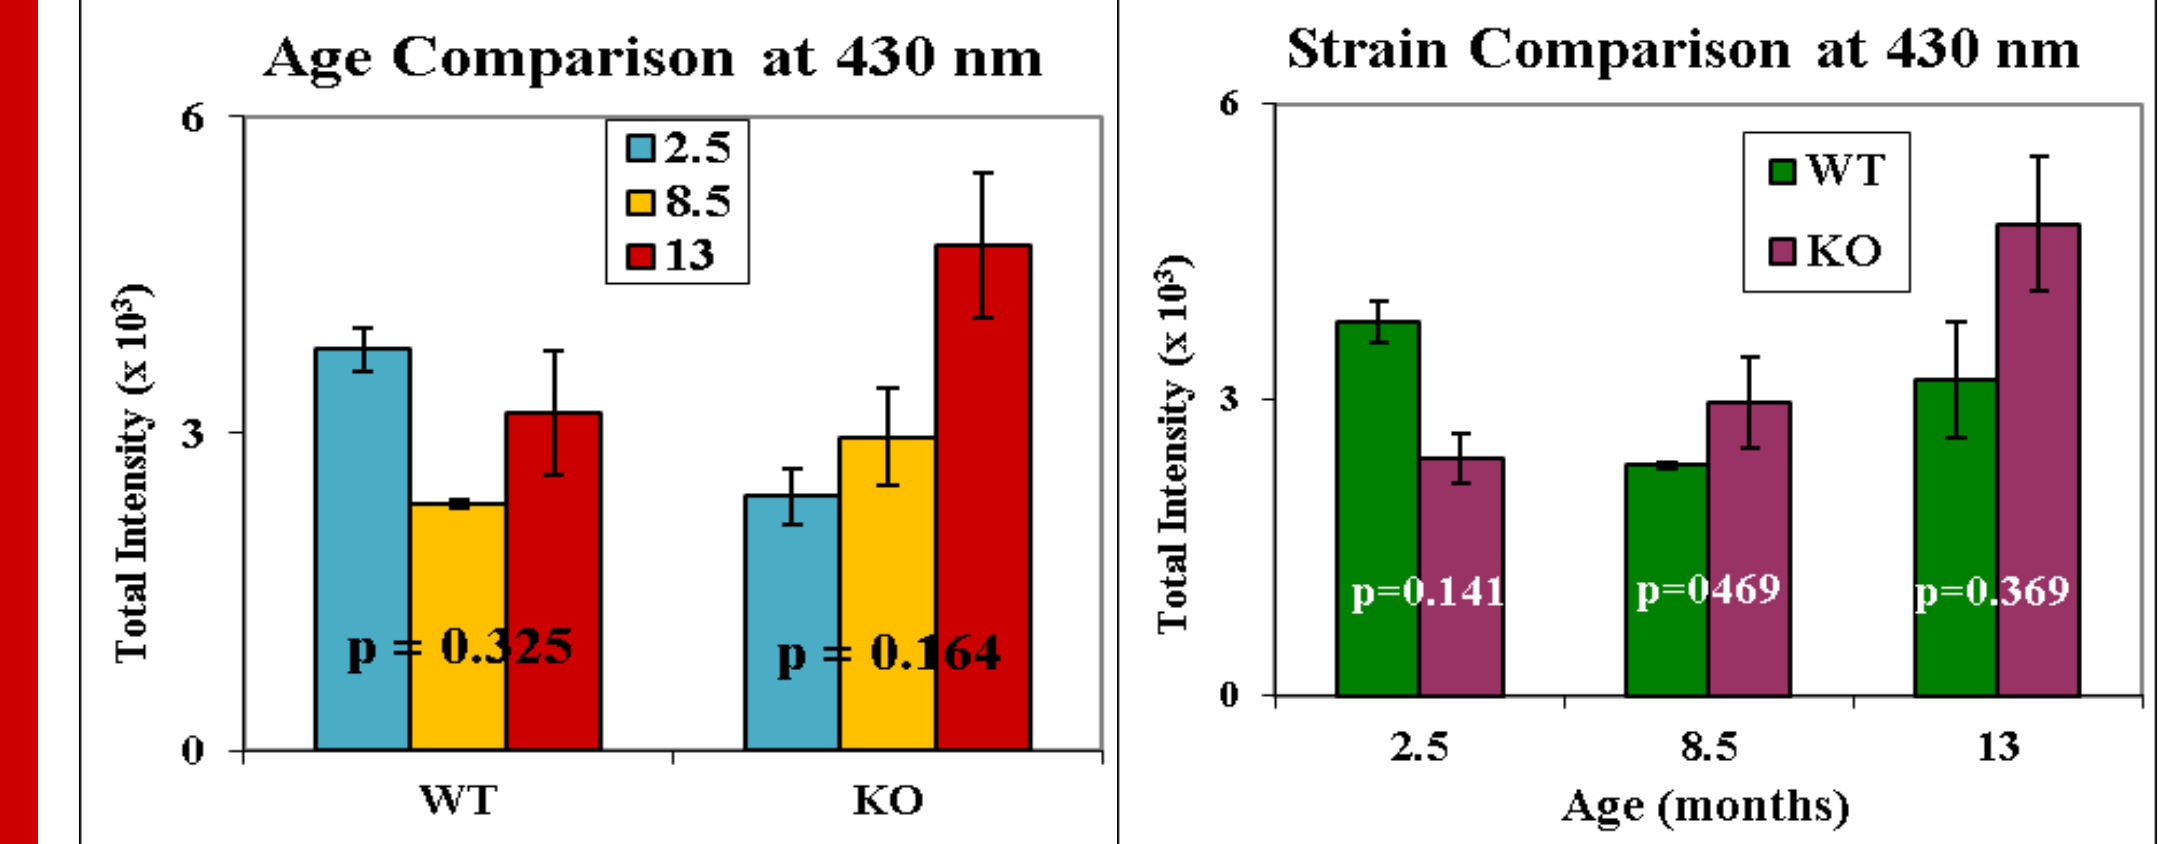 Age Comparison at 430 nm
6
3
0
Total Intensity (x 10³)
2.5
8.5
13
p = 0.325
p = 0.164
WT
KO
Strain Comparison at 430 nm
6
3
0
Total Intensity (x 10³)
WT
KO
p=0.141
p=0469
p=0.369
2.5
8.5
13
Age (months)